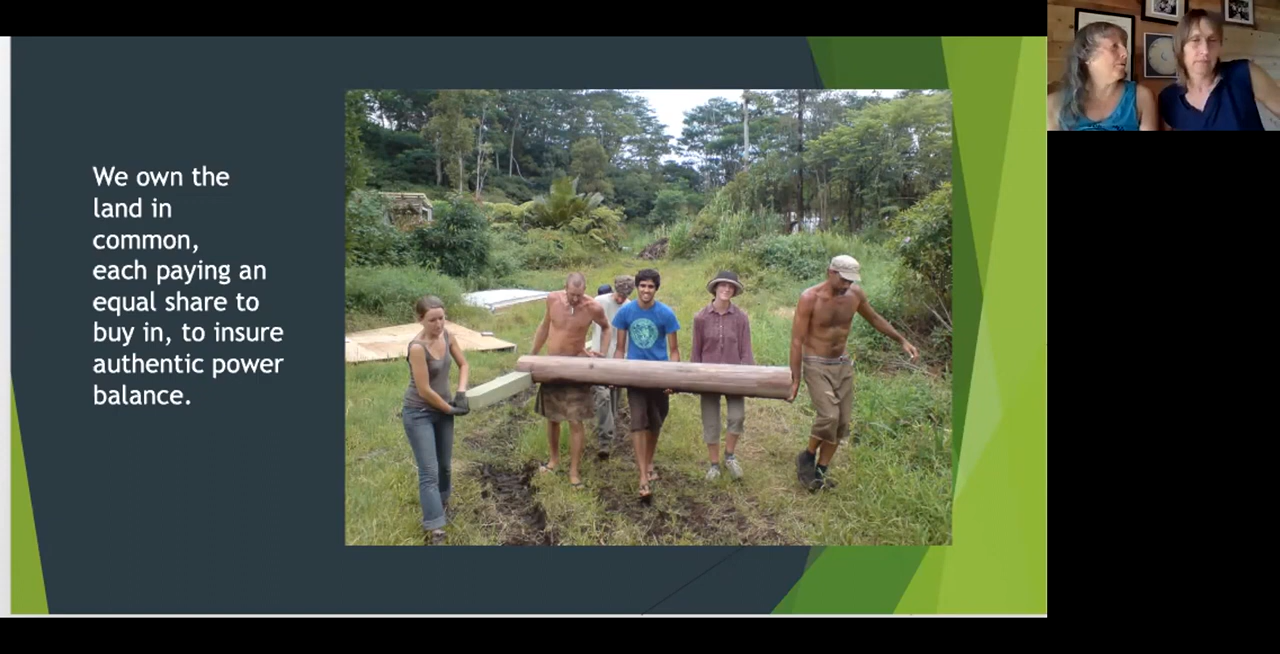 We own the
land in
common,
each paying an
equal share to
buy in, to insure
authentic power
balance.